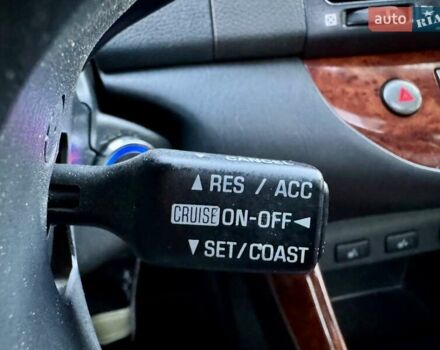 auto RIA
▼ CANCEL
▲ RES / ACC
CRUISE ON-OFF ◄
▼ SET/COAST